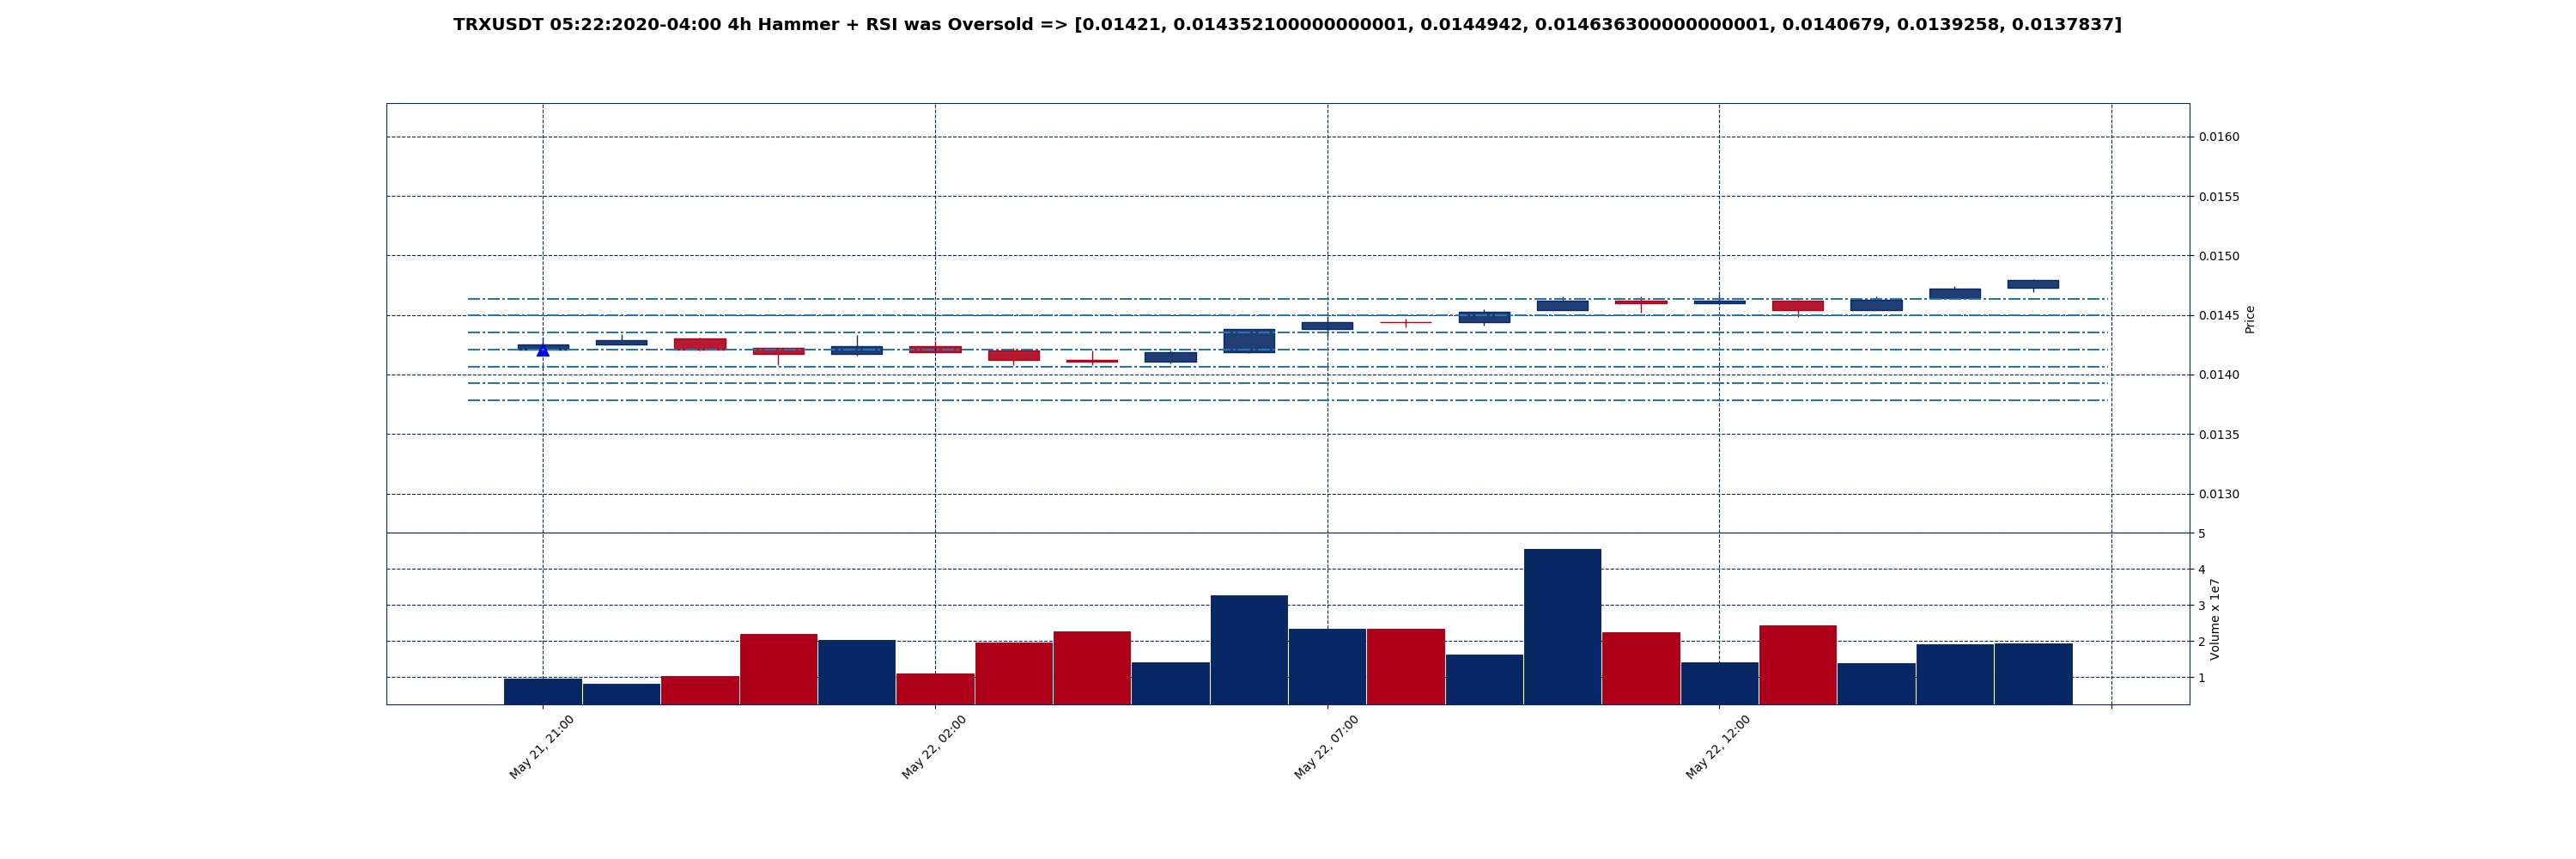 TRXUSDT 05:22:2020-04:00 4h Hammer + RSI was Oversold => [0.01421, 0.014352100000000001, 0.0144942, 0.014636300000000001, 0.0140679, 0.0139258, 0.0137837]
0.0160
0.0155
0.0150
0.0145
0.0140
0.0135
0.0130
Price
5
4
3
2
1
Volume x 1e7
May 21, 21:00
May 22, 02:00
May 22, 07:00
May 22, 12:00